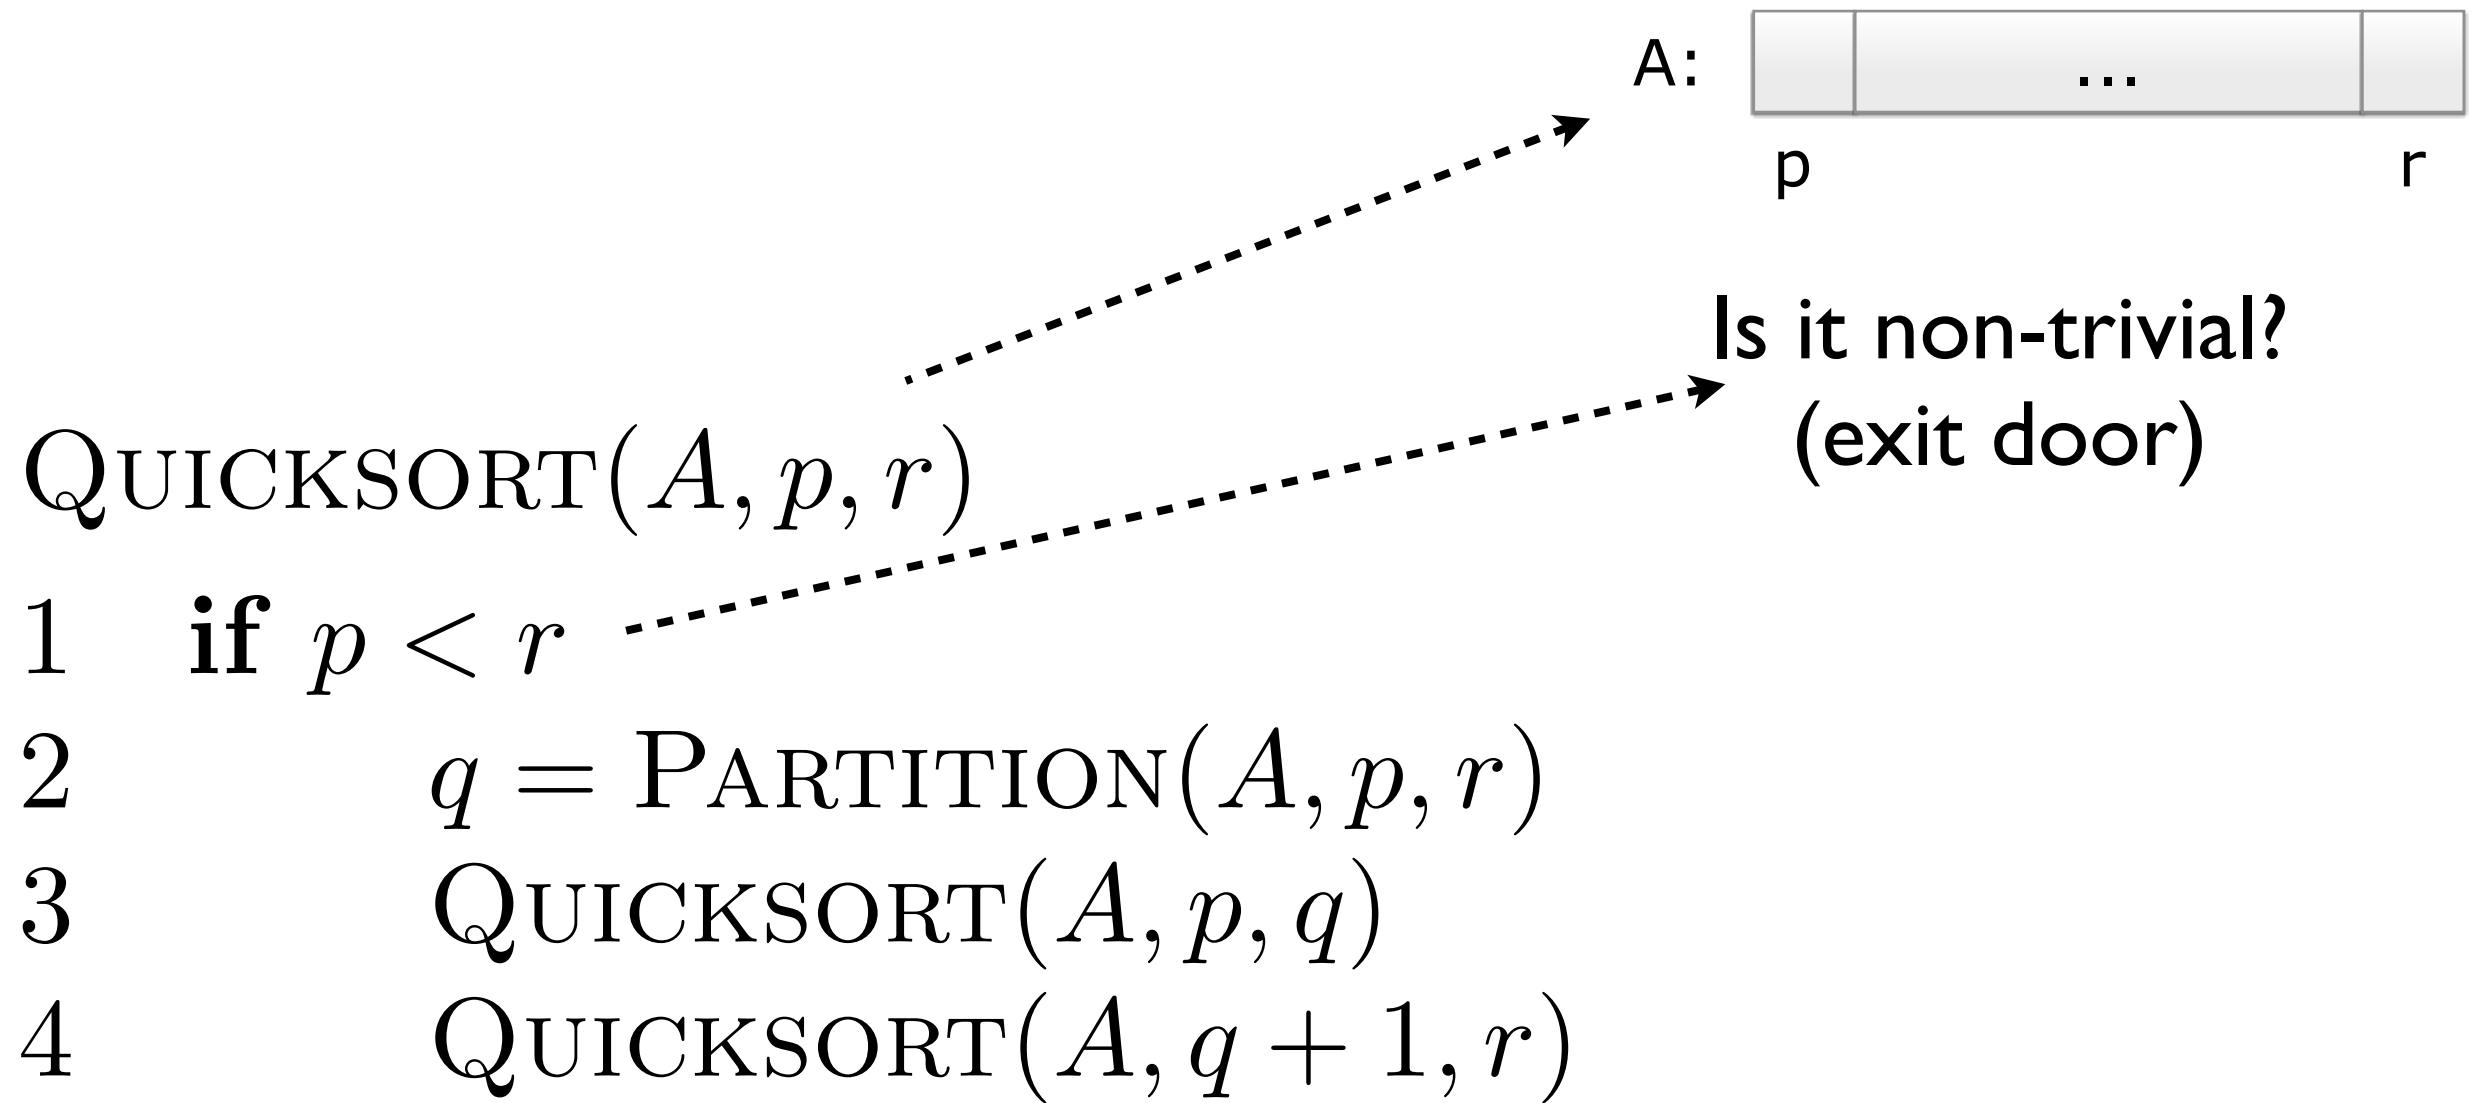 A: ...
p r
Is it non-trivial?
(exit door)
QUICKSORT(A, p, r)
1 if p < r
2 q = PARTITION(A, p, r)
3 QUICKSORT(A, p, q)
4 QUICKSORT(A, q + 1, r)